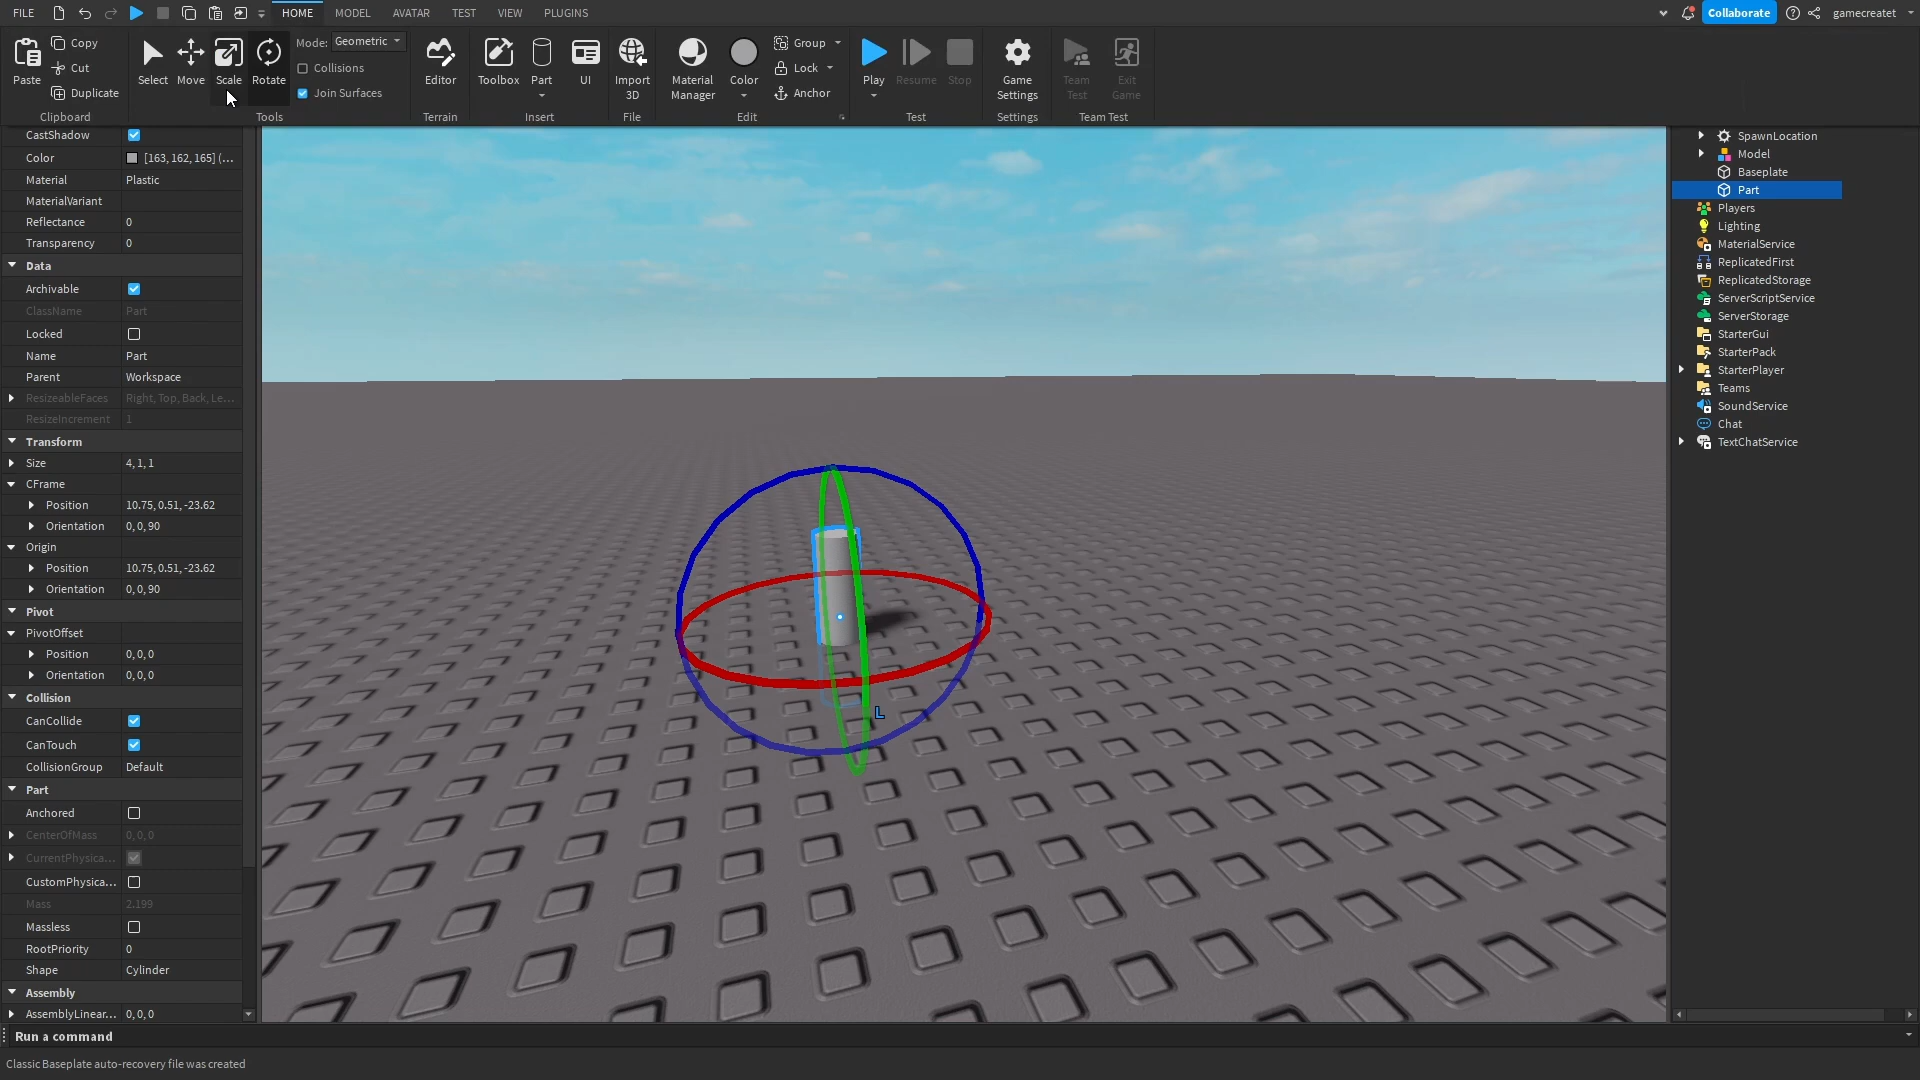 FILE HOME MODEL AVATAR TEST VIEW PLUGINS Collaborate gamecreatet
Paste Copy Cut Duplicate
Clipboard
Select Move Scale Rotate
Mode: Geometric
Collisions
Join Surfaces
Tools
Editor
Terrain
Toolbox Part UI
Insert
Import 3D
File
Material Manager Color
Group
Lock
Anchor
Edit
Play Resume Stop
Test
Game Settings
Settings
Team Test Exit Game
Team Test
CastShadow
Color [163, 162, 165] (...
Material Plastic
MaterialVariant
Reflectance 0
Transparency 0
Data
Archivable
ClassName Part
Locked
Name Part
Parent Workspace
ResizeableFaces Right, Top, Back, Le...
ResizeIncrement 1
Transform
Size 4, 1, 1
CFrame
Position 10.75, 0.51, -23.62
Orientation 0, 0, 90
Origin
Position 10.75, 0.51, -23.62
Orientation 0, 0, 90
Pivot
PivotOffset
Position 0, 0, 0
Orientation 0, 0, 0
Collision
CanCollide
CanTouch
CollisionGroup Default
Part
Anchored
CenterOfMass 0, 0, 0
CurrentPhysica...
CustomPhysica...
Mass 2.199
Massless
RootPriority 0
Shape Cylinder
Assembly
AssemblyLinear... 0, 0, 0
L
SpawnLocation
Model
Baseplate
Part
Players
Lighting
MaterialService
ReplicatedFirst
ReplicatedStorage
ServerScriptService
ServerStorage
StarterGui
StarterPack
StarterPlayer
Teams
SoundService
Chat
TextChatService
Run a command
Classic Baseplate auto-recovery file was created